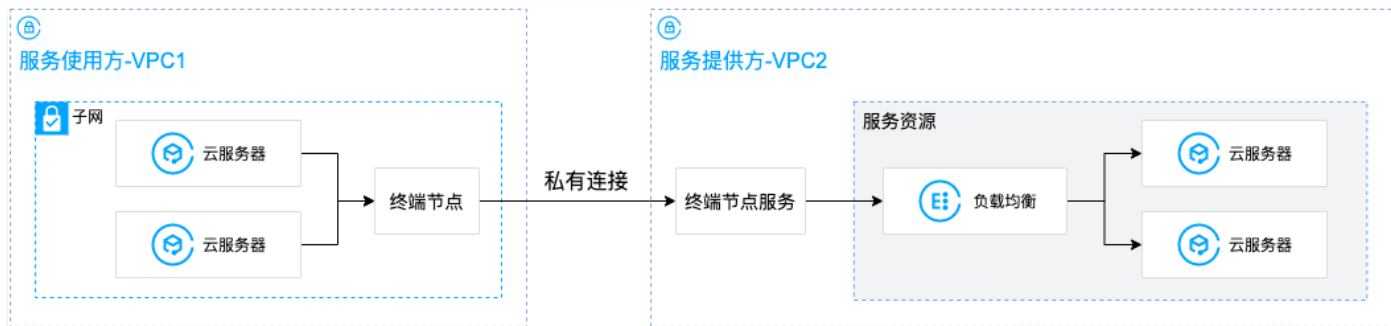 服务使用方-VPC1
子网
云服务器
云服务器
终端节点
私有连接
服务提供方-VPC2
终端节点服务
服务资源
负载均衡
云服务器
云服务器